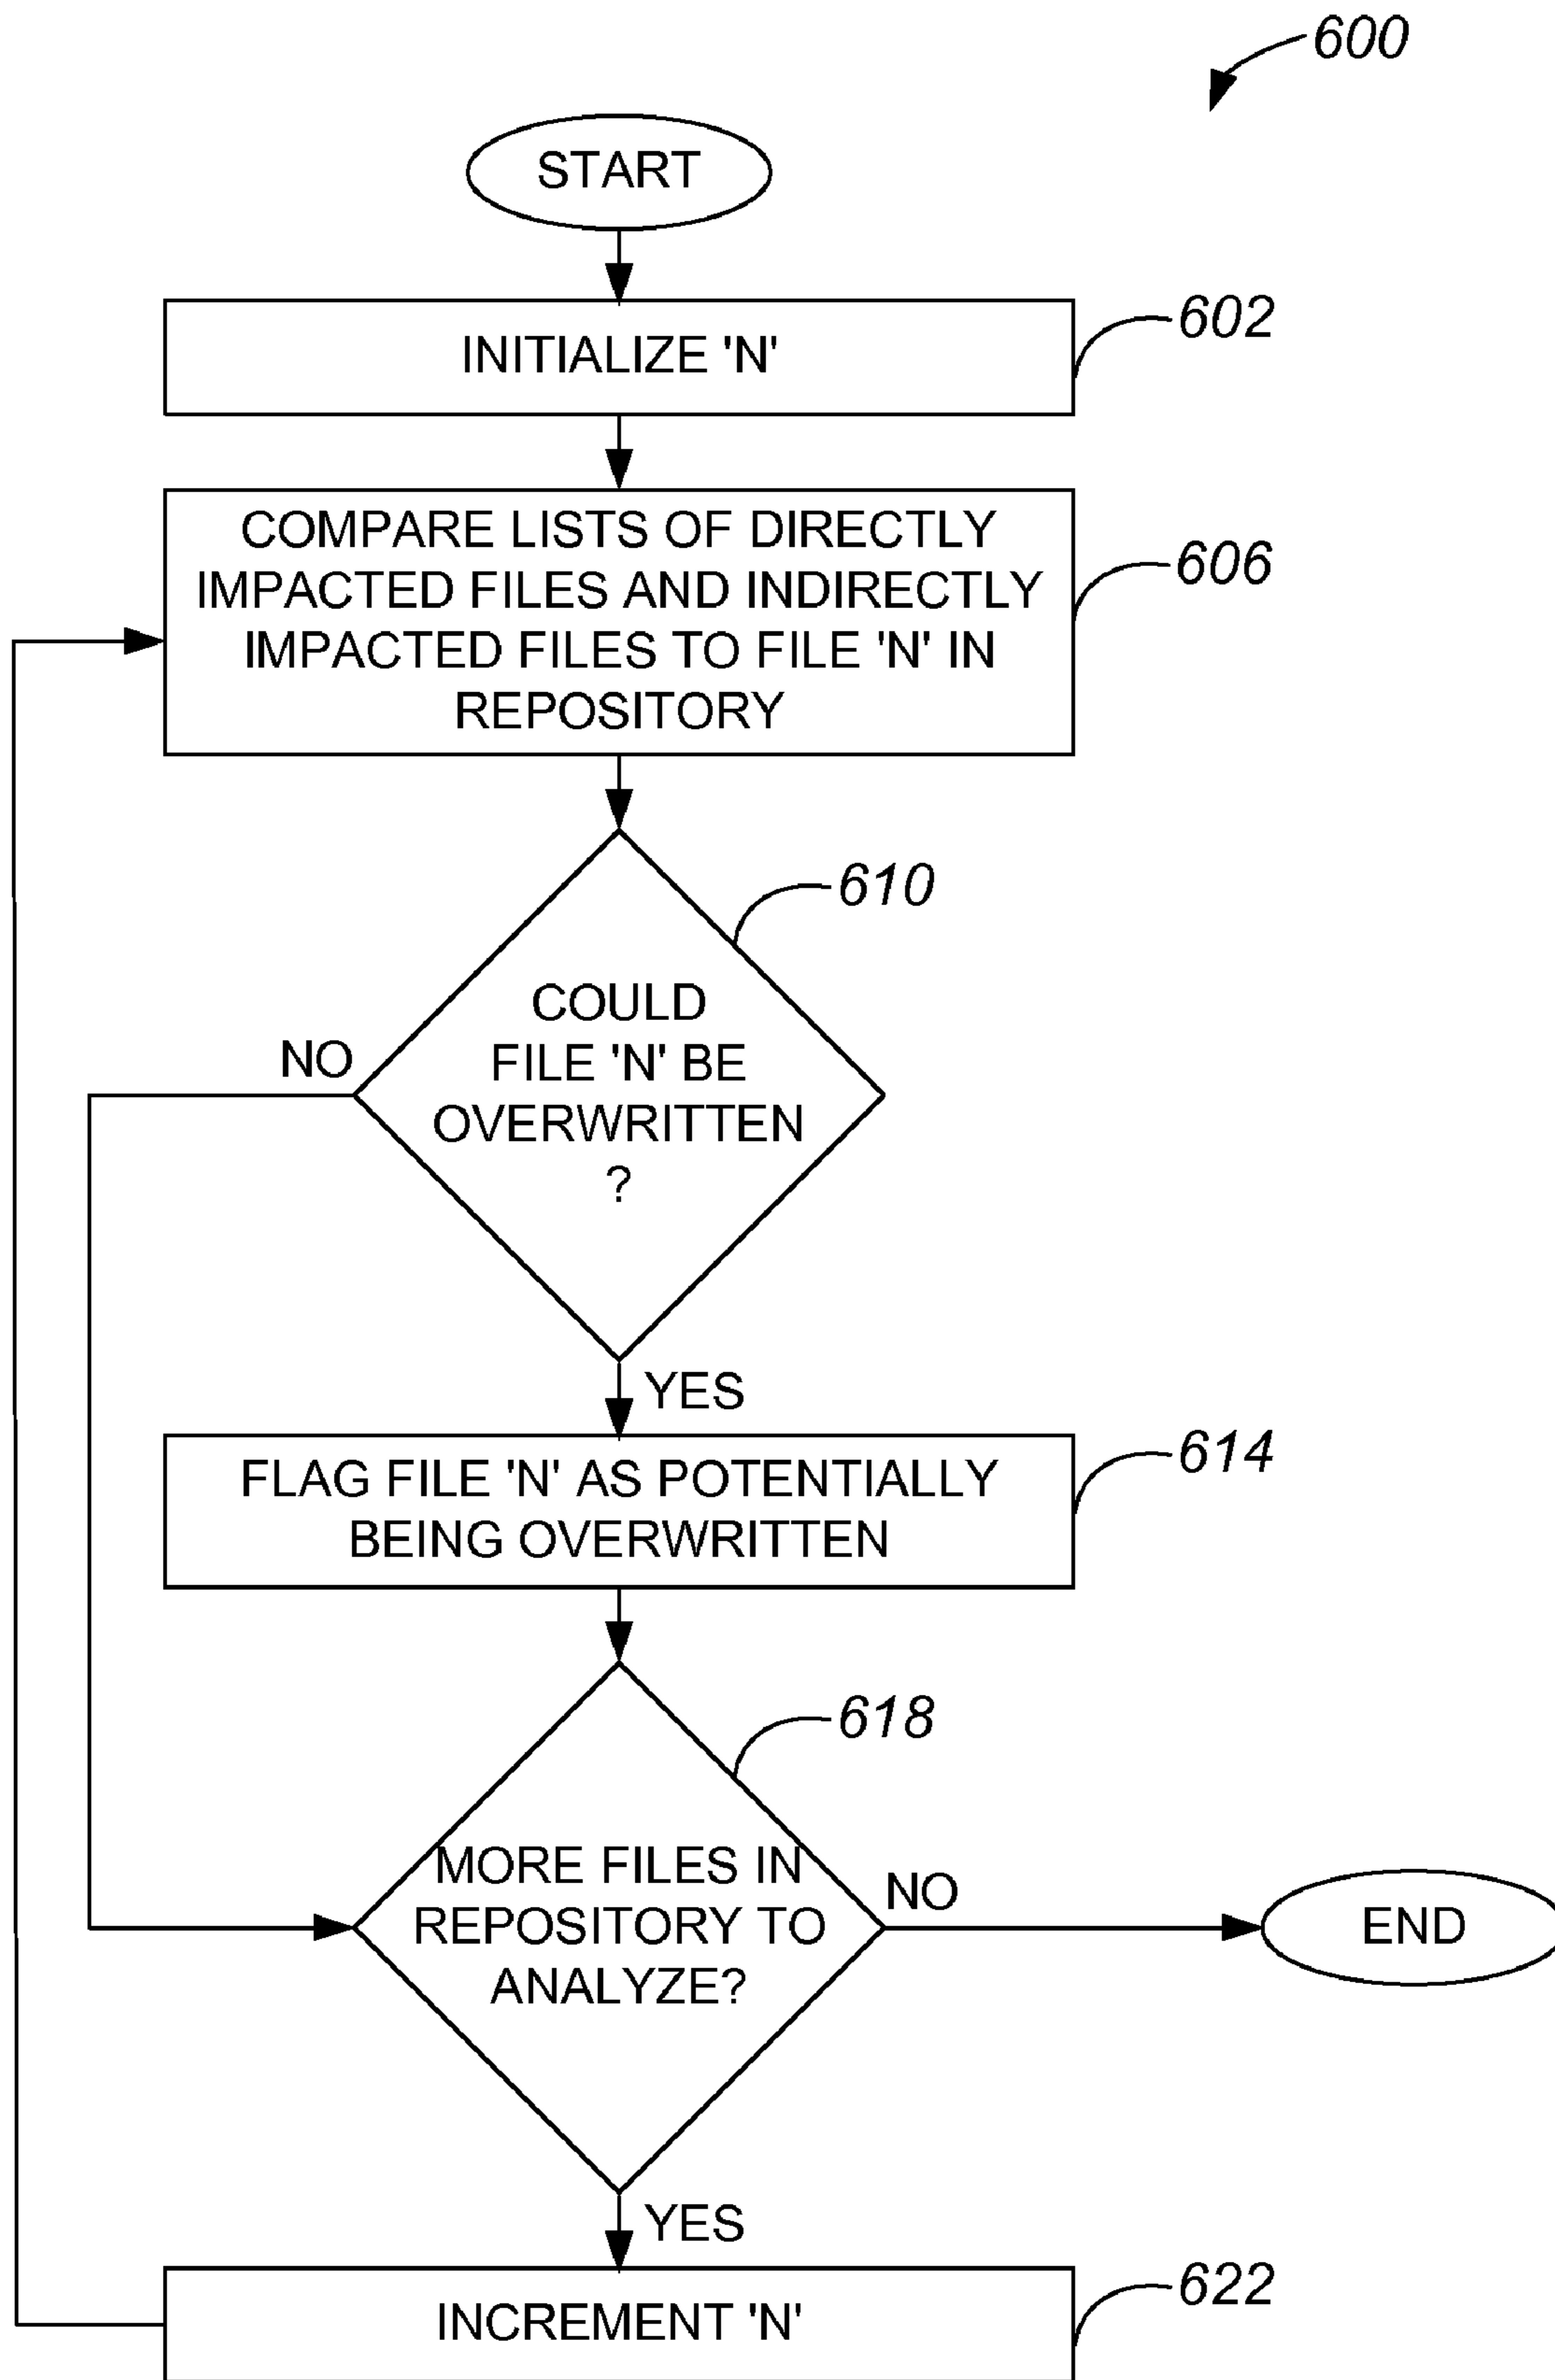 600
START
INITIALIZE 'N'
602
COMPARE LISTS OF DIRECTLY
IMPACTED FILES AND INDIRECTLY
IMPACTED FILES TO FILE 'N' IN
REPOSITORY
606
610
COULD
FILE 'N' BE
OVERWRITTEN
?
NO
YES
FLAG FILE 'N' AS POTENTIALLY
BEING OVERWRITTEN
614
618
MORE FILES IN
REPOSITORY TO
ANALYZE?
NO
END
YES
INCREMENT 'N'
622